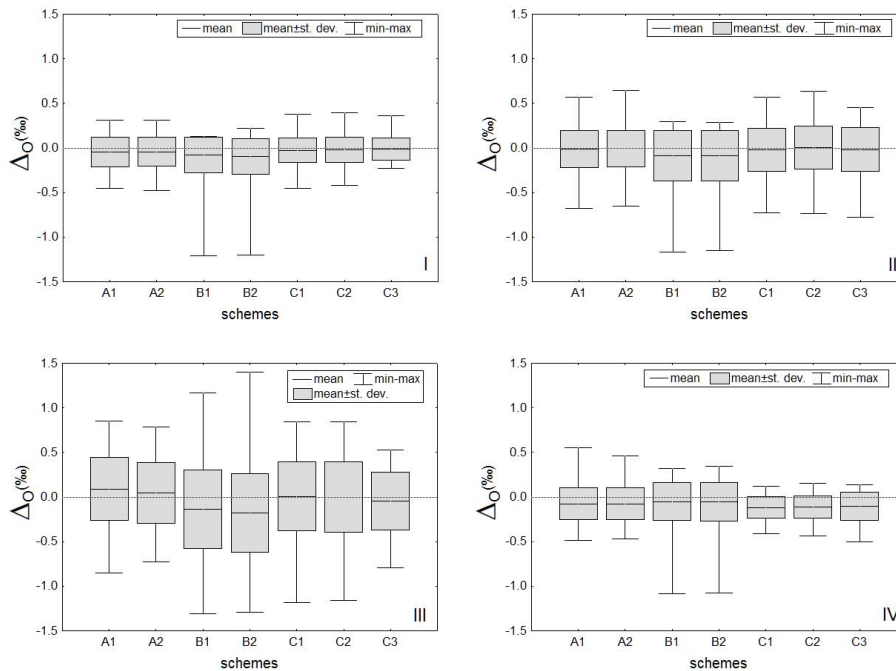 1.5
mean mean±st. dev. min-max
1.0
0.5
0.0
-0.5
-1.0
-1.5
Δ_O(‰)
I
A1 A2 B1 B2 C1 C2 C3
schemes
1.5
mean mean±st. dev. min-max
1.0
0.5
0.0
-0.5
-1.0
-1.5
Δ_O(‰)
II
A1 A2 B1 B2 C1 C2 C3
schemes
1.5
mean min-max
mean±st. dev.
1.0
0.5
0.0
-0.5
-1.0
-1.5
Δ_O(‰)
III
A1 A2 B1 B2 C1 C2 C3
schemes
1.5
mean mean±st. dev. min-max
1.0
0.5
0.0
-0.5
-1.0
-1.5
Δ_O(‰)
IV
A1 A2 B1 B2 C1 C2 C3
schemes